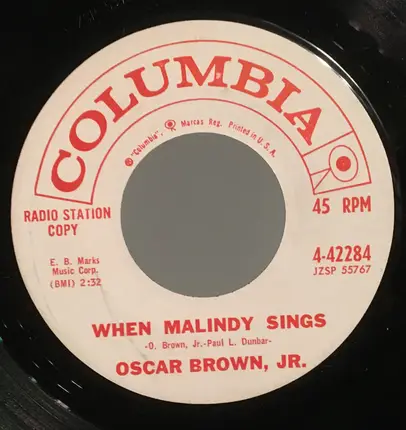 COLUMBIA
® "Columbia", ® Marcas Reg. Printed in U. S. A.
RADIO STATION
COPY
45 RPM
E. B. Marks
Music Corp.
(BMI) 2:32
4-42284
JZSP 55767
WHEN MALINDY SINGS
-O. Brown, Jr.-Paul L. Dunbar-
OSCAR BROWN, JR.